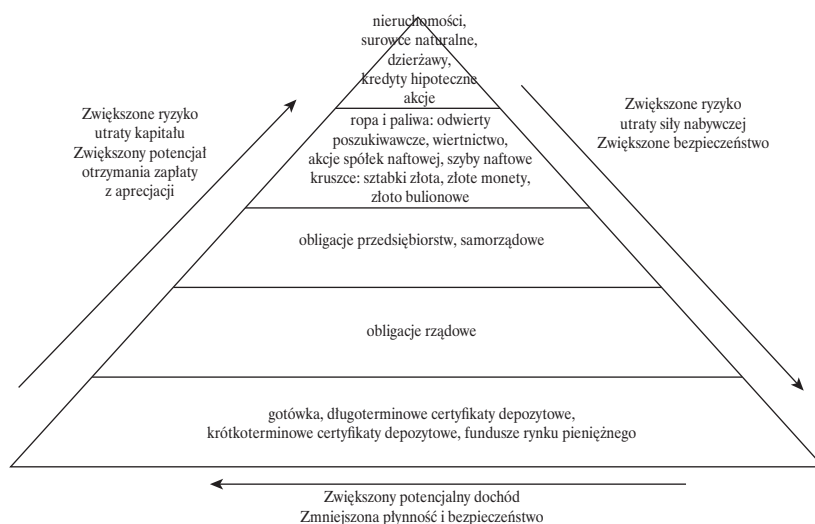 nieruchomości,
surowce naturalne,
dzierżawy,
kredyty hipoteczne
akcje
Zwiększone ryzyko
utraty kapitału
Zwiększony potencjał
otrzymania zapłaty
z aprecjacji
Zwiększone ryzyko
utraty siły nabywczej
Zwiększone bezpieczeństwo
ropa i paliwa: odwierty
poszukiwawcze, wiertnictwo,
akcje spółek naftowej, szyby naftowe
kruszce: sztabki złota, złote monety,
złoto bulionowe
obligacje przedsiębiorstw, samorządowe
obligacje rządowe
gotówka, długoterminowe certyfikaty depozytowe,
krótkoterminowe certyfikaty depozytowe, fundusze rynku pieniężnego
Zwiększony potencjalny dochód
Zmniejszona płynność i bezpieczeństwo